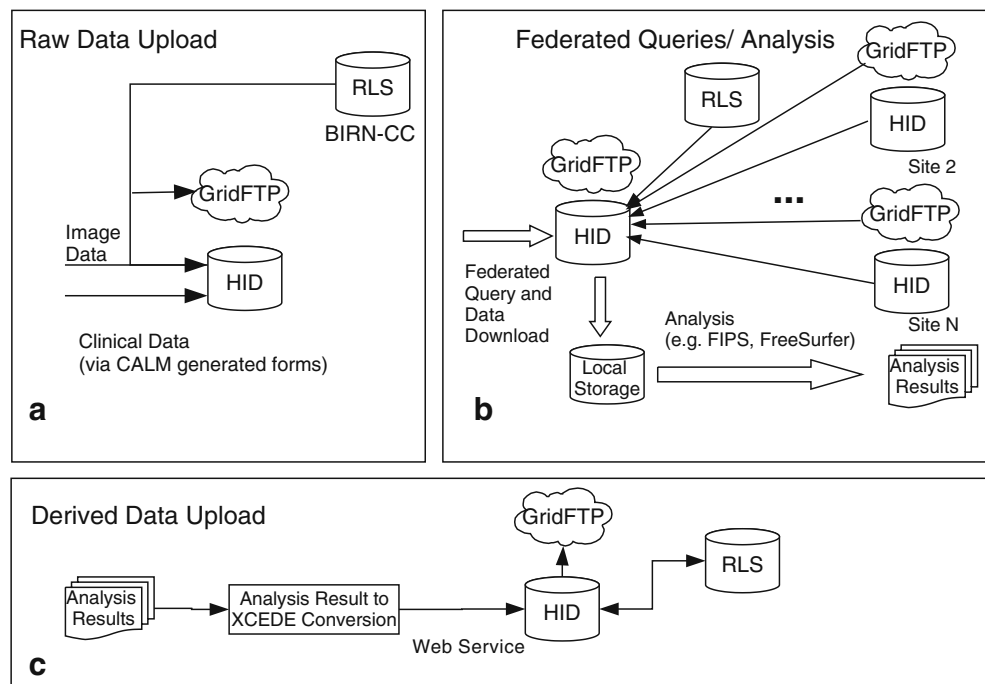 Raw Data Upload
RLS
BIRN-CC
GridFTP
Image
Data
HID
Clinical Data
(via CALM generated forms)
a
Federated Queries/ Analysis
GridFTP
RLS
HID
Site 2
GridFTP
HID
...
GridFTP
HID
Site N
Federated
Query and
Data
Download
Analysis
(e.g. FIPS, FreeSurfer)
Local
Storage
Analysis
Results
b
Derived Data Upload
GridFTP
RLS
Analysis
Results
Analysis Result to
XCEDE Conversion
HID
Web Service
c